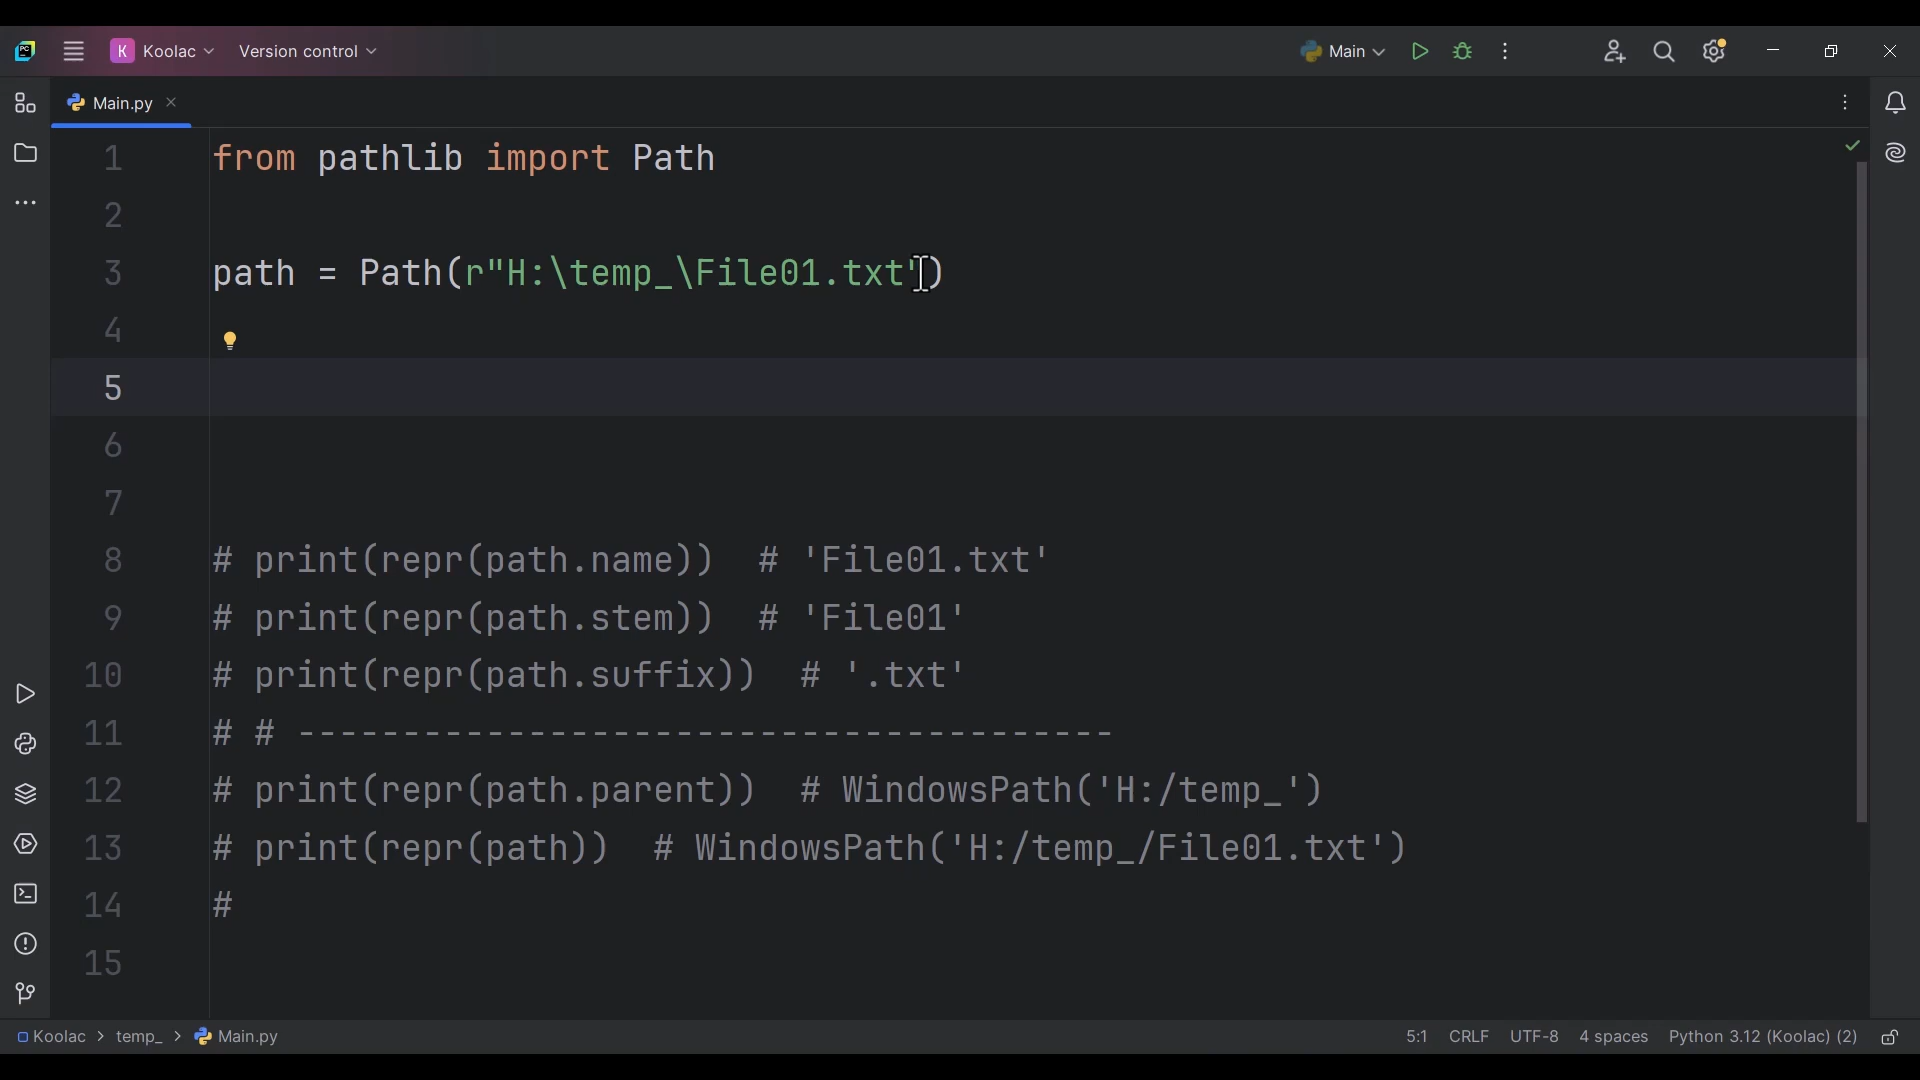 K Koolac Version control Main
Main.py
1 from pathlib import Path
2
3 path = Path(r"H:\temp_\File01.txt")
4
5
6
7
8 # print(repr(path.name))  # 'File01.txt'
9 # print(repr(path.stem))  # 'File01'
10 # print(repr(path.suffix))  # '.txt'
11 # # ---------------------------------------
12 # print(repr(path.parent))  # WindowsPath('H:/temp_')
13 # print(repr(path))  # WindowsPath('H:/temp_/File01.txt')
14 #
15
Koolac > temp_ > Main.py 5:1 CRLF UTF-8 4 spaces Python 3.12 (Koolac) (2)